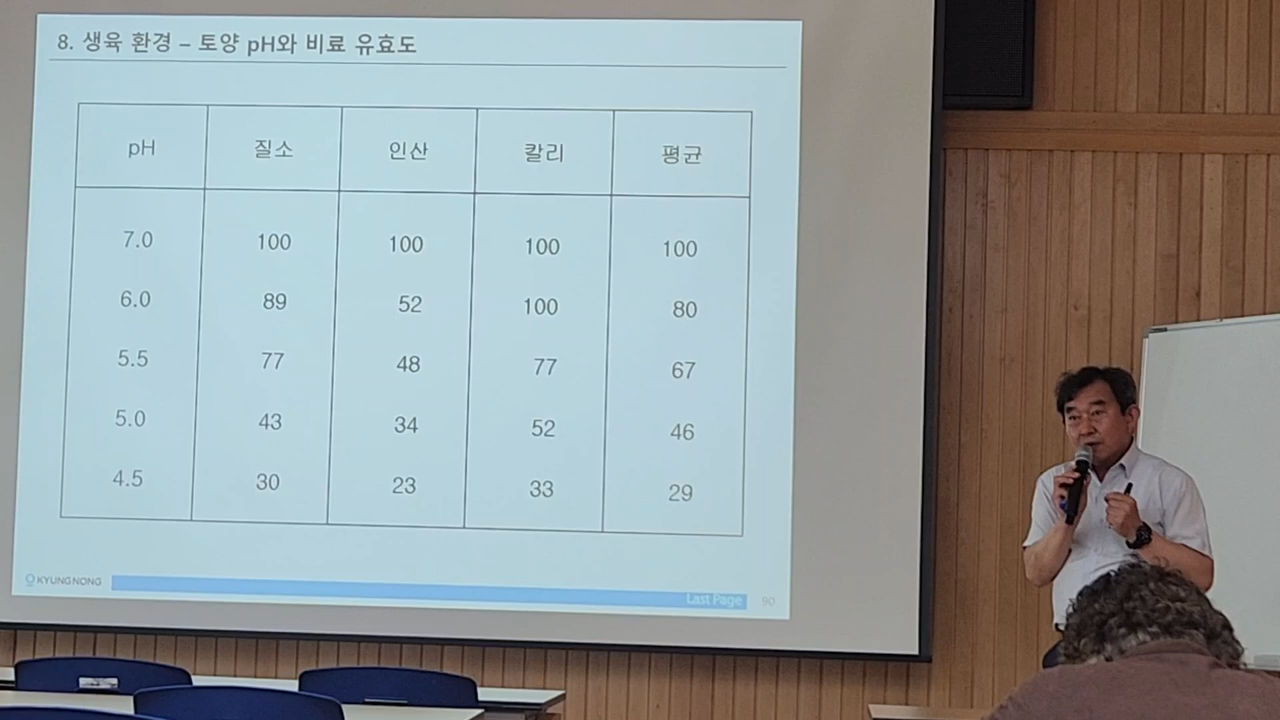 8. 생육 환경 – 토양 pH와 비료 유효도
pH 질소 인산 칼리 평균
7.0 100 100 100 100
6.0 89 52 100 80
5.5 77 48 77 67
5.0 43 34 52 46
4.5 30 23 33 29
KYUNGNONG
Last Page 90